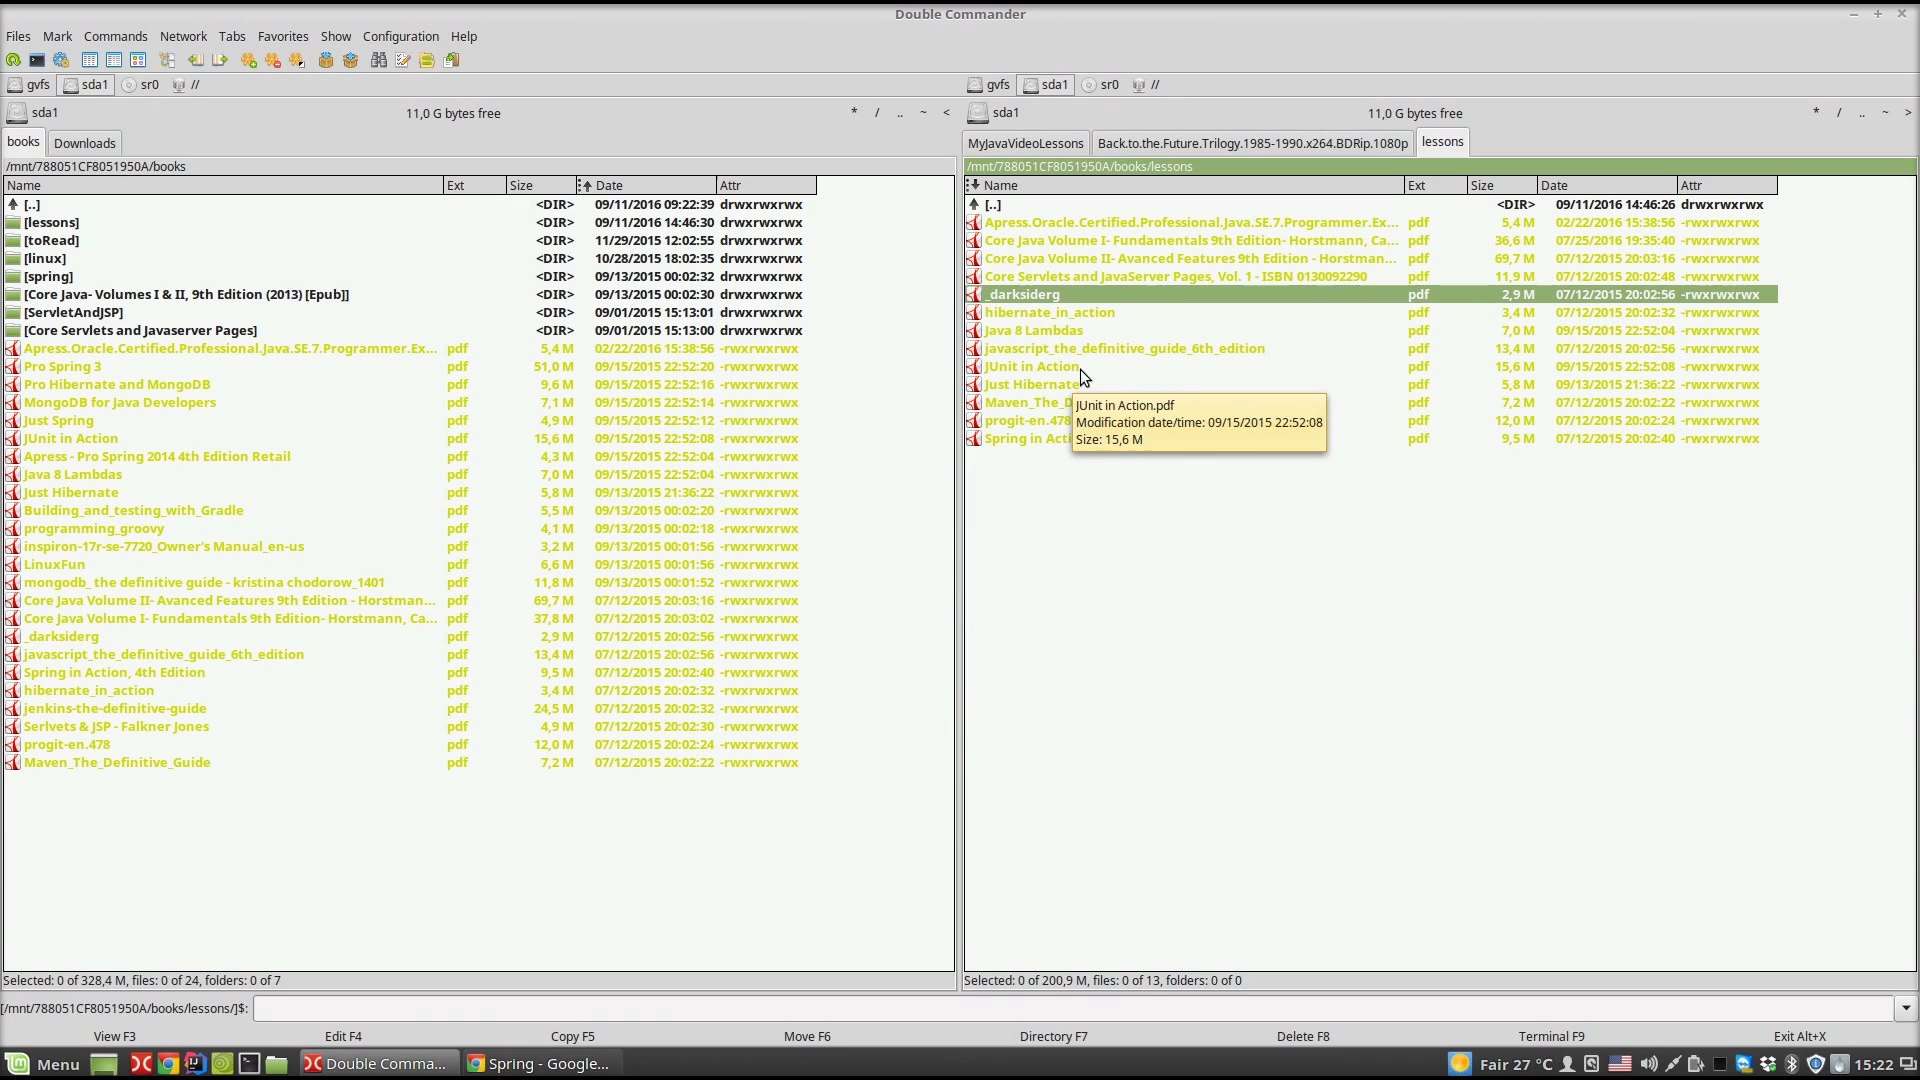 Double Commander
Files Mark Commands Network Tabs Favorites Show Configuration Help
gvfs sda1 sr0 //
gvfs sda1 sr0 //
sda1 11,0 G bytes free * / .. ~ <
sda1 11,0 G bytes free * / .. ~ >
books Downloads
MyJavaVideoLessons Back.to.the.Future.Trilogy.1985-1990.x264.BDRip.1080p lessons
/mnt/788051CF8051950A/books
Name Ext Size Date Attr
[..] <DIR> 09/11/2016 09:22:39 drwxrwxrwx
[lessons] <DIR> 09/11/2016 14:46:30 drwxrwxrwx
[toRead] <DIR> 11/29/2015 12:02:55 drwxrwxrwx
[linux] <DIR> 10/28/2015 18:02:35 drwxrwxrwx
[spring] <DIR> 09/13/2015 00:02:32 drwxrwxrwx
[Core Java- Volumes I & II, 9th Edition (2013) [Epub]] <DIR> 09/13/2015 00:02:30 drwxrwxrwx
[ServletAndJSP] <DIR> 09/01/2015 15:13:01 drwxrwxrwx
[Core Servlets and Javaserver Pages] <DIR> 09/01/2015 15:13:00 drwxrwxrwx
Apress.Oracle.Certified.Professional.Java.SE.7.Programmer.Ex... pdf 5,4 M 02/22/2016 15:38:56 -rwxrwxrwx
Pro Spring 3 pdf 51,0 M 09/15/2015 22:52:20 -rwxrwxrwx
Pro Hibernate and MongoDB pdf 9,6 M 09/15/2015 22:52:16 -rwxrwxrwx
MongoDB for Java Developers pdf 7,1 M 09/15/2015 22:52:14 -rwxrwxrwx
Just Spring pdf 4,9 M 09/15/2015 22:52:12 -rwxrwxrwx
JUnit in Action pdf 15,6 M 09/15/2015 22:52:08 -rwxrwxrwx
Apress - Pro Spring 2014 4th Edition Retail pdf 4,3 M 09/15/2015 22:52:04 -rwxrwxrwx
Java 8 Lambdas pdf 7,0 M 09/15/2015 22:52:04 -rwxrwxrwx
Just Hibernate pdf 5,8 M 09/13/2015 21:36:22 -rwxrwxrwx
Building_and_testing_with_Gradle pdf 5,5 M 09/13/2015 00:02:20 -rwxrwxrwx
programming_groovy pdf 4,1 M 09/13/2015 00:02:18 -rwxrwxrwx
inspiron-17r-se-7720_Owner's Manual_en-us pdf 3,2 M 09/13/2015 00:01:56 -rwxrwxrwx
LinuxFun pdf 6,6 M 09/13/2015 00:01:56 -rwxrwxrwx
mongodb_ the definitive guide - kristina chodorow_1401 pdf 11,8 M 09/13/2015 00:01:52 -rwxrwxrwx
Core Java Volume II- Avanced Features 9th Edition - Horstman... pdf 69,7 M 07/12/2015 20:03:16 -rwxrwxrwx
Core Java Volume I- Fundamentals 9th Edition- Horstmann, Ca... pdf 37,8 M 07/12/2015 20:03:02 -rwxrwxrwx
_darksiderg pdf 2,9 M 07/12/2015 20:02:56 -rwxrwxrwx
javascript_the_definitive_guide_6th_edition pdf 13,4 M 07/12/2015 20:02:56 -rwxrwxrwx
Spring in Action, 4th Edition pdf 9,5 M 07/12/2015 20:02:40 -rwxrwxrwx
hibernate_in_action pdf 3,4 M 07/12/2015 20:02:32 -rwxrwxrwx
jenkins-the-definitive-guide pdf 24,5 M 07/12/2015 20:02:32 -rwxrwxrwx
Serlvets & JSP - Falkner Jones pdf 4,9 M 07/12/2015 20:02:30 -rwxrwxrwx
progit-en.478 pdf 12,0 M 07/12/2015 20:02:24 -rwxrwxrwx
Maven_The_Definitive_Guide pdf 7,2 M 07/12/2015 20:02:22 -rwxrwxrwx
Selected: 0 of 328,4 M, files: 0 of 24, folders: 0 of 7
/mnt/788051CF8051950A/books/lessons
Name Ext Size Date Attr
[..] <DIR> 09/11/2016 14:46:26 drwxrwxrwx
Apress.Oracle.Certified.Professional.Java.SE.7.Programmer.Ex... pdf 5,4 M 02/22/2016 15:38:56 -rwxrwxrwx
Core Java Volume I- Fundamentals 9th Edition- Horstmann, Ca... pdf 36,6 M 07/25/2016 19:35:40 -rwxrwxrwx
Core Java Volume II- Avanced Features 9th Edition - Horstman... pdf 69,7 M 07/12/2015 20:03:16 -rwxrwxrwx
Core Servlets and JavaServer Pages, Vol. 1 - ISBN 0130092290 pdf 11,9 M 07/12/2015 20:02:48 -rwxrwxrwx
_darksiderg pdf 2,9 M 07/12/2015 20:02:56 -rwxrwxrwx
hibernate_in_action pdf 3,4 M 07/12/2015 20:02:32 -rwxrwxrwx
Java 8 Lambdas pdf 7,0 M 09/15/2015 22:52:04 -rwxrwxrwx
javascript_the_definitive_guide_6th_edition pdf 13,4 M 07/12/2015 20:02:56 -rwxrwxrwx
JUnit in Action pdf 15,6 M 09/15/2015 22:52:08 -rwxrwxrwx
Just Hibernate pdf 5,8 M 09/13/2015 21:36:22 -rwxrwxrwx
Maven_The_D pdf 7,2 M 07/12/2015 20:02:22 -rwxrwxrwx
progit-en.478 pdf 12,0 M 07/12/2015 20:02:24 -rwxrwxrwx
Spring in Acti pdf 9,5 M 07/12/2015 20:02:40 -rwxrwxrwx
JUnit in Action.pdf
Modification date/time: 09/15/2015 22:52:08
Size: 15,6 M
Selected: 0 of 200,9 M, files: 0 of 13, folders: 0 of 0
[/mnt/788051CF8051950A/books/lessons/]$:
View F3 Edit F4 Copy F5 Move F6 Directory F7 Delete F8 Terminal F9 Exit Alt+X
Menu Double Comma... Spring - Google... Fair 27 °C 15:22